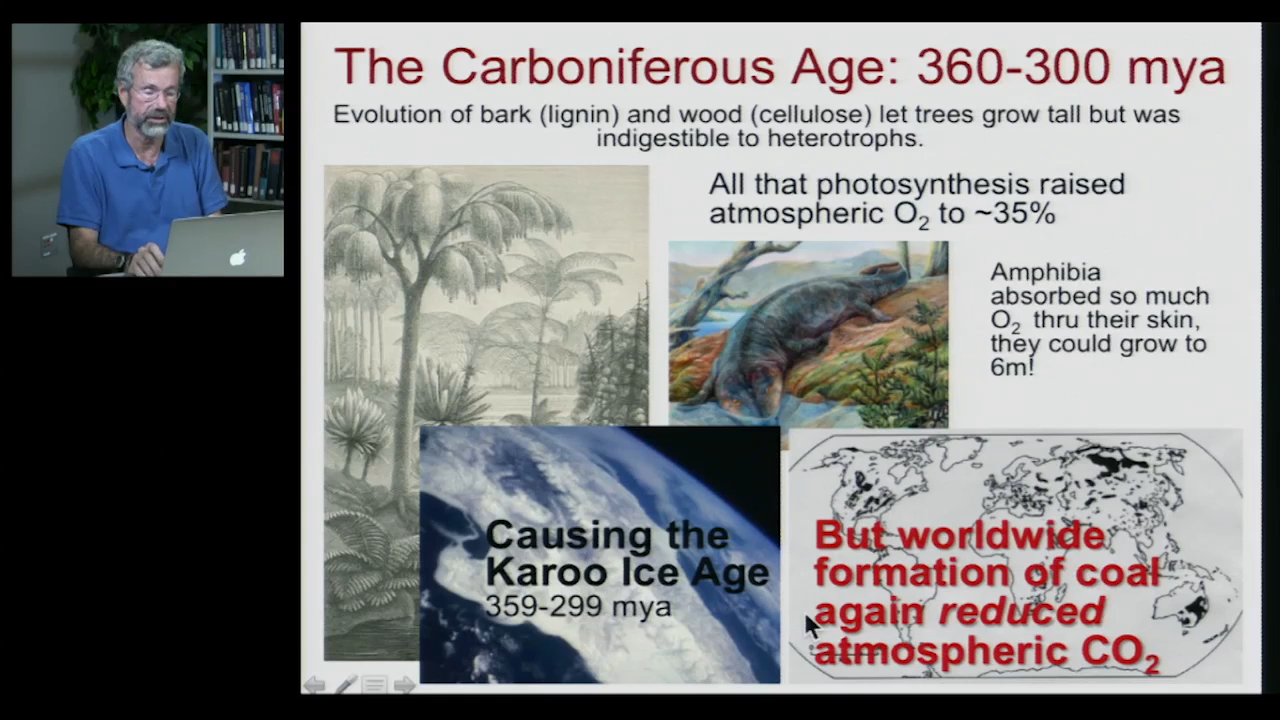 The Carboniferous Age: 360-300 mya
Evolution of bark (lignin) and wood (cellulose) let trees grow tall but was
indigestible to heterotrophs.
All that photosynthesis raised
atmospheric O₂ to ~35%
Amphibia
absorbed so much
O₂ thru their skin,
they could grow to
6m!
Causing the
Karoo Ice Age
359-299 mya
But worldwide
formation of coal
again reduced
atmospheric CO₂